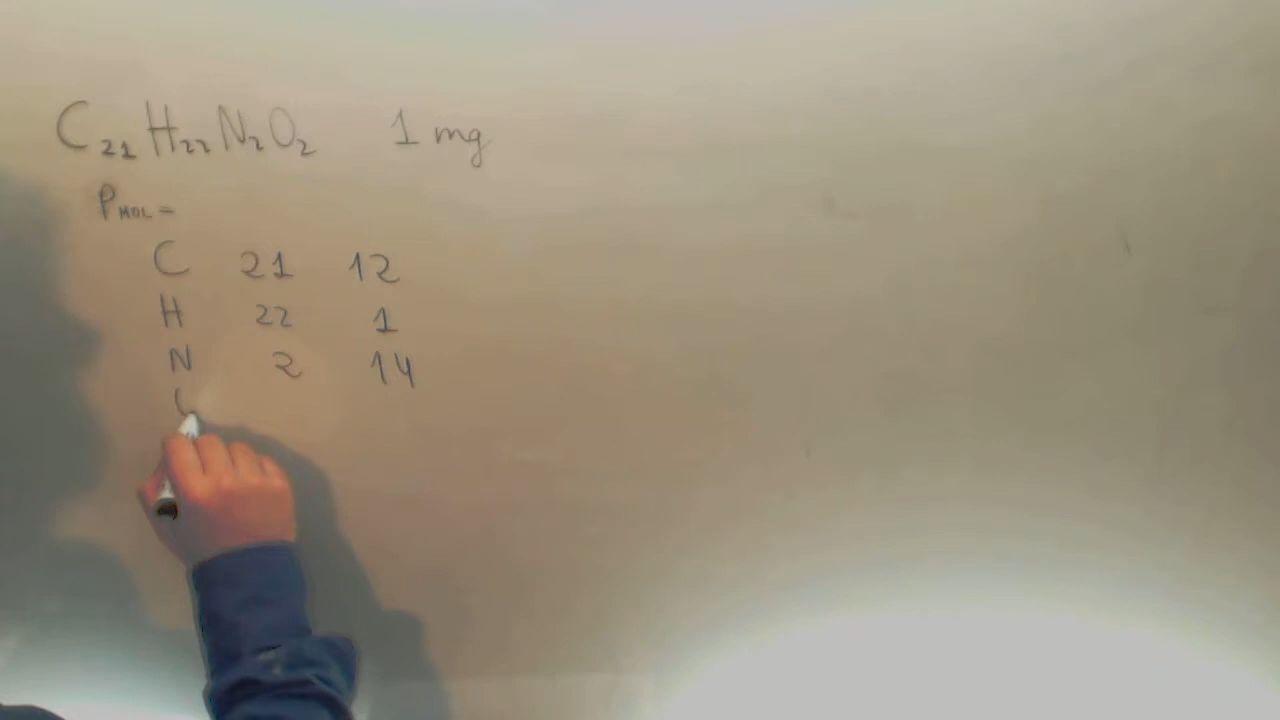 C₂₁H₂₂N₂O₂ 1 mg
PMOL =
C 21 12
H 22 1
N 2 14